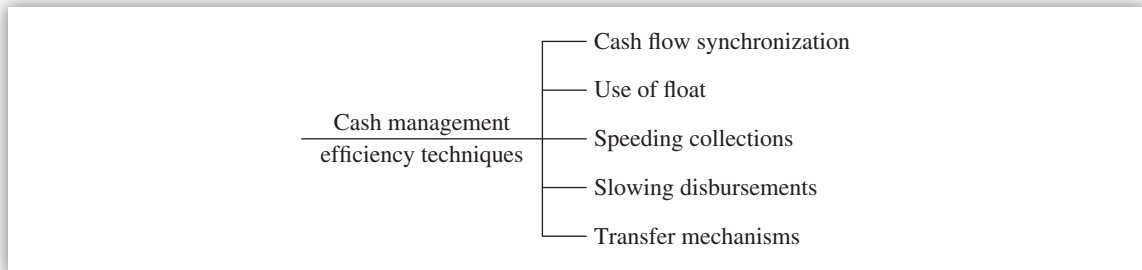 Cash management
efficiency techniques
Cash flow synchronization
Use of float
Speeding collections
Slowing disbursements
Transfer mechanisms